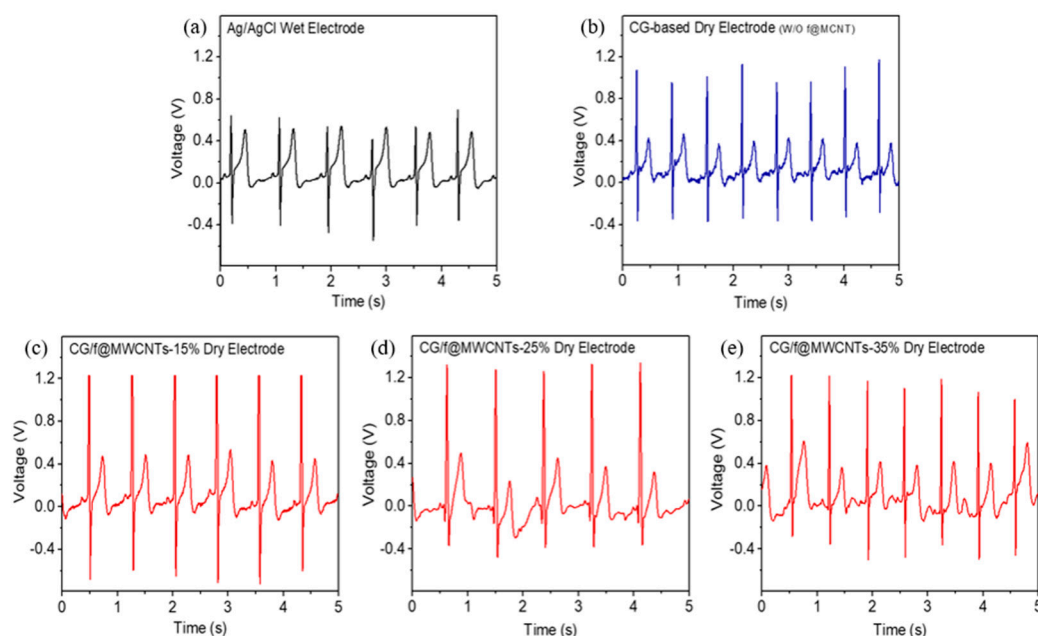 (a)
Ag/AgCl Wet Electrode
Voltage (V)
1.2
0.8
0.4
0.0
-0.4
0 1 2 3 4 5
Time (s)
(b)
CG-based Dry Electrode (W/O f@MCNT)
Voltage (V)
1.2
0.8
0.4
0.0
-0.4
0 1 2 3 4 5
Time (s)
(c)
CG/f@MWCNTs-15% Dry Electrode
Voltage (V)
1.2
0.8
0.4
0.0
-0.4
0 1 2 3 4 5
Time (s)
(d)
CG/f@MWCNTs-25% Dry Electrode
Voltage (V)
1.2
0.8
0.4
0.0
-0.4
0 1 2 3 4 5
Time (s)
(e)
CG/f@MWCNTs-35% Dry Electrode
Voltage (V)
1.2
0.8
0.4
0.0
-0.4
0 1 2 3 4 5
Time (s)